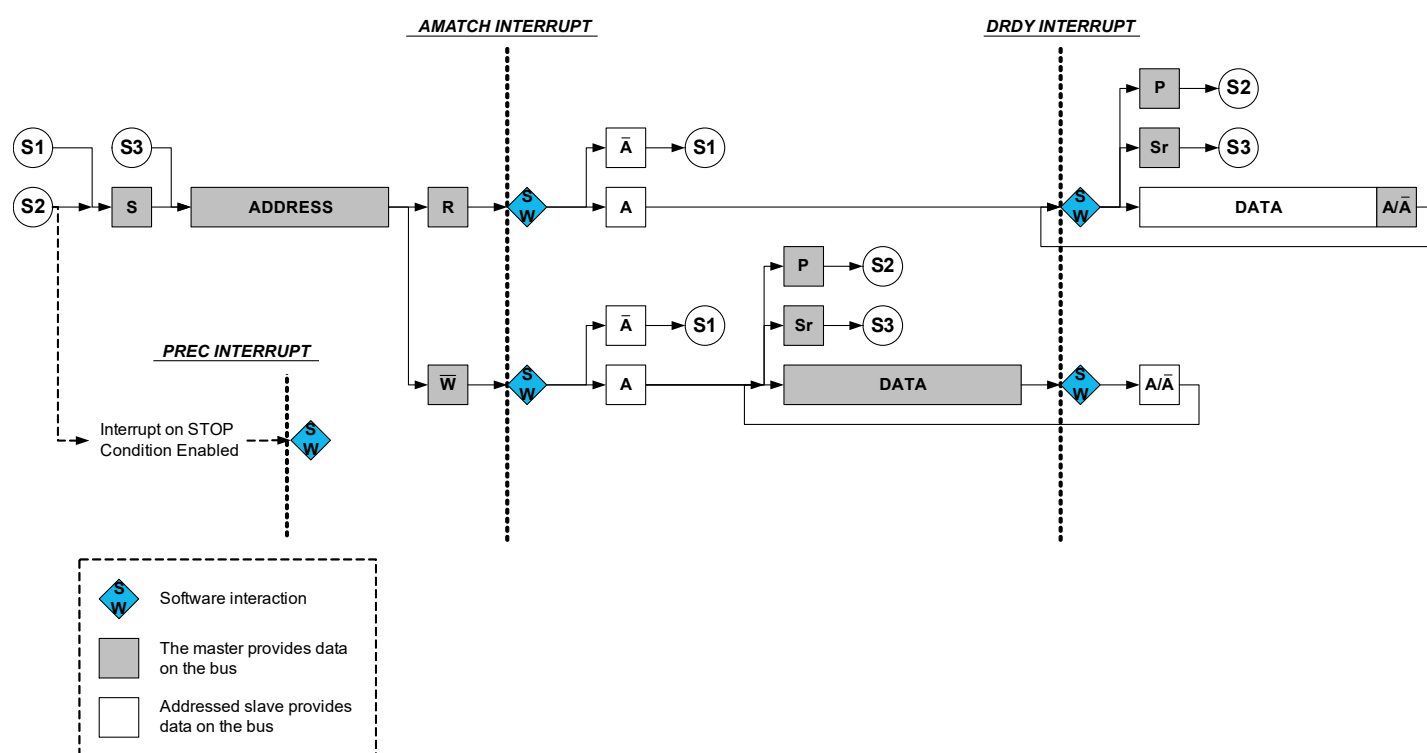 AMATCH INTERRUPT
DRDY INTERRUPT
P
S2
S1
S3
A̅
S1
Sr
S3
S2
S
ADDRESS
R
S
W
A
S
W
DATA
A/A̅
P
S2
A̅
S1
Sr
S3
PREC INTERRUPT
W̅
S
W
A
DATA
S
W
A/A̅
Interrupt on STOP
Condition Enabled
S
W
S
W
Software interaction
The master provides data
on the bus
Addressed slave provides
data on the bus